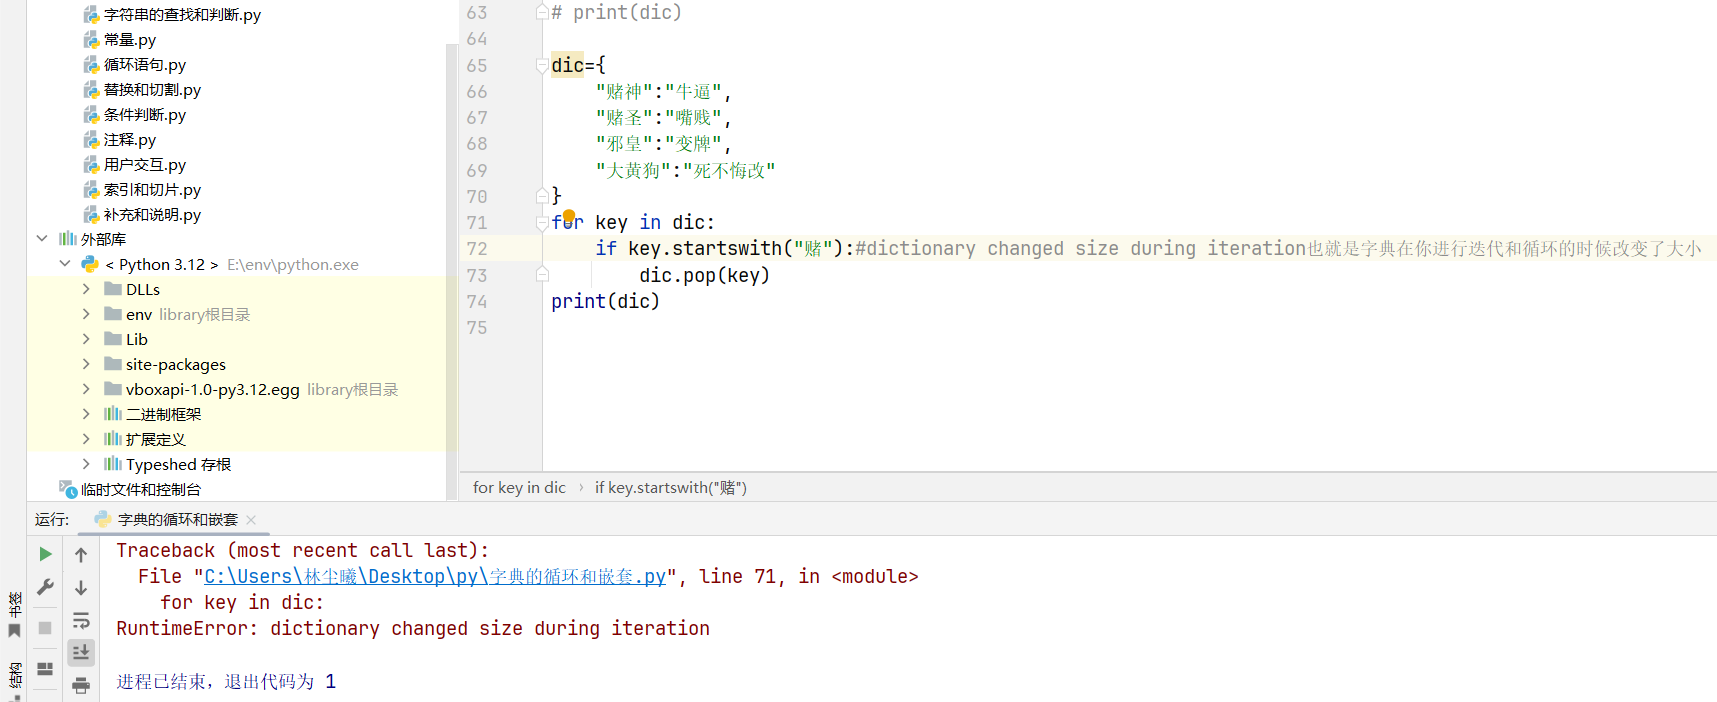 字符串的查找和判断.py
常量.py
循环语句.py
替换和切割.py
条件判断.py
注释.py
用户交互.py
索引和切片.py
补充和说明.py
外部库
< Python 3.12 > E:\env\python.exe
DLLs
env library根目录
Lib
site-packages
vboxapi-1.0-py3.12.egg library根目录
二进制框架
扩展定义
Typeshed 存根
临时文件和控制台
63 # print(dic)
64
65 dic={
66 "赌神":"牛逼",
67 "赌圣":"嘴贱",
68 "邪皇":"变牌",
69 "大黄狗":"死不悔改"
70 }
71 for key in dic:
72 if key.startswith("赌"):#dictionary changed size during iteration也就是字典在你进行迭代和循环的时候改变了大小
73 dic.pop(key)
74 print(dic)
75
for key in dic › if key.startswith("赌")
运行: 字典的循环和嵌套
Traceback (most recent call last):
File "C:\Users\林尘曦\Desktop\py\字典的循环和嵌套.py", line 71, in <module>
for key in dic:
RuntimeError: dictionary changed size during iteration
进程已结束，退出代码为 1
书签
结构